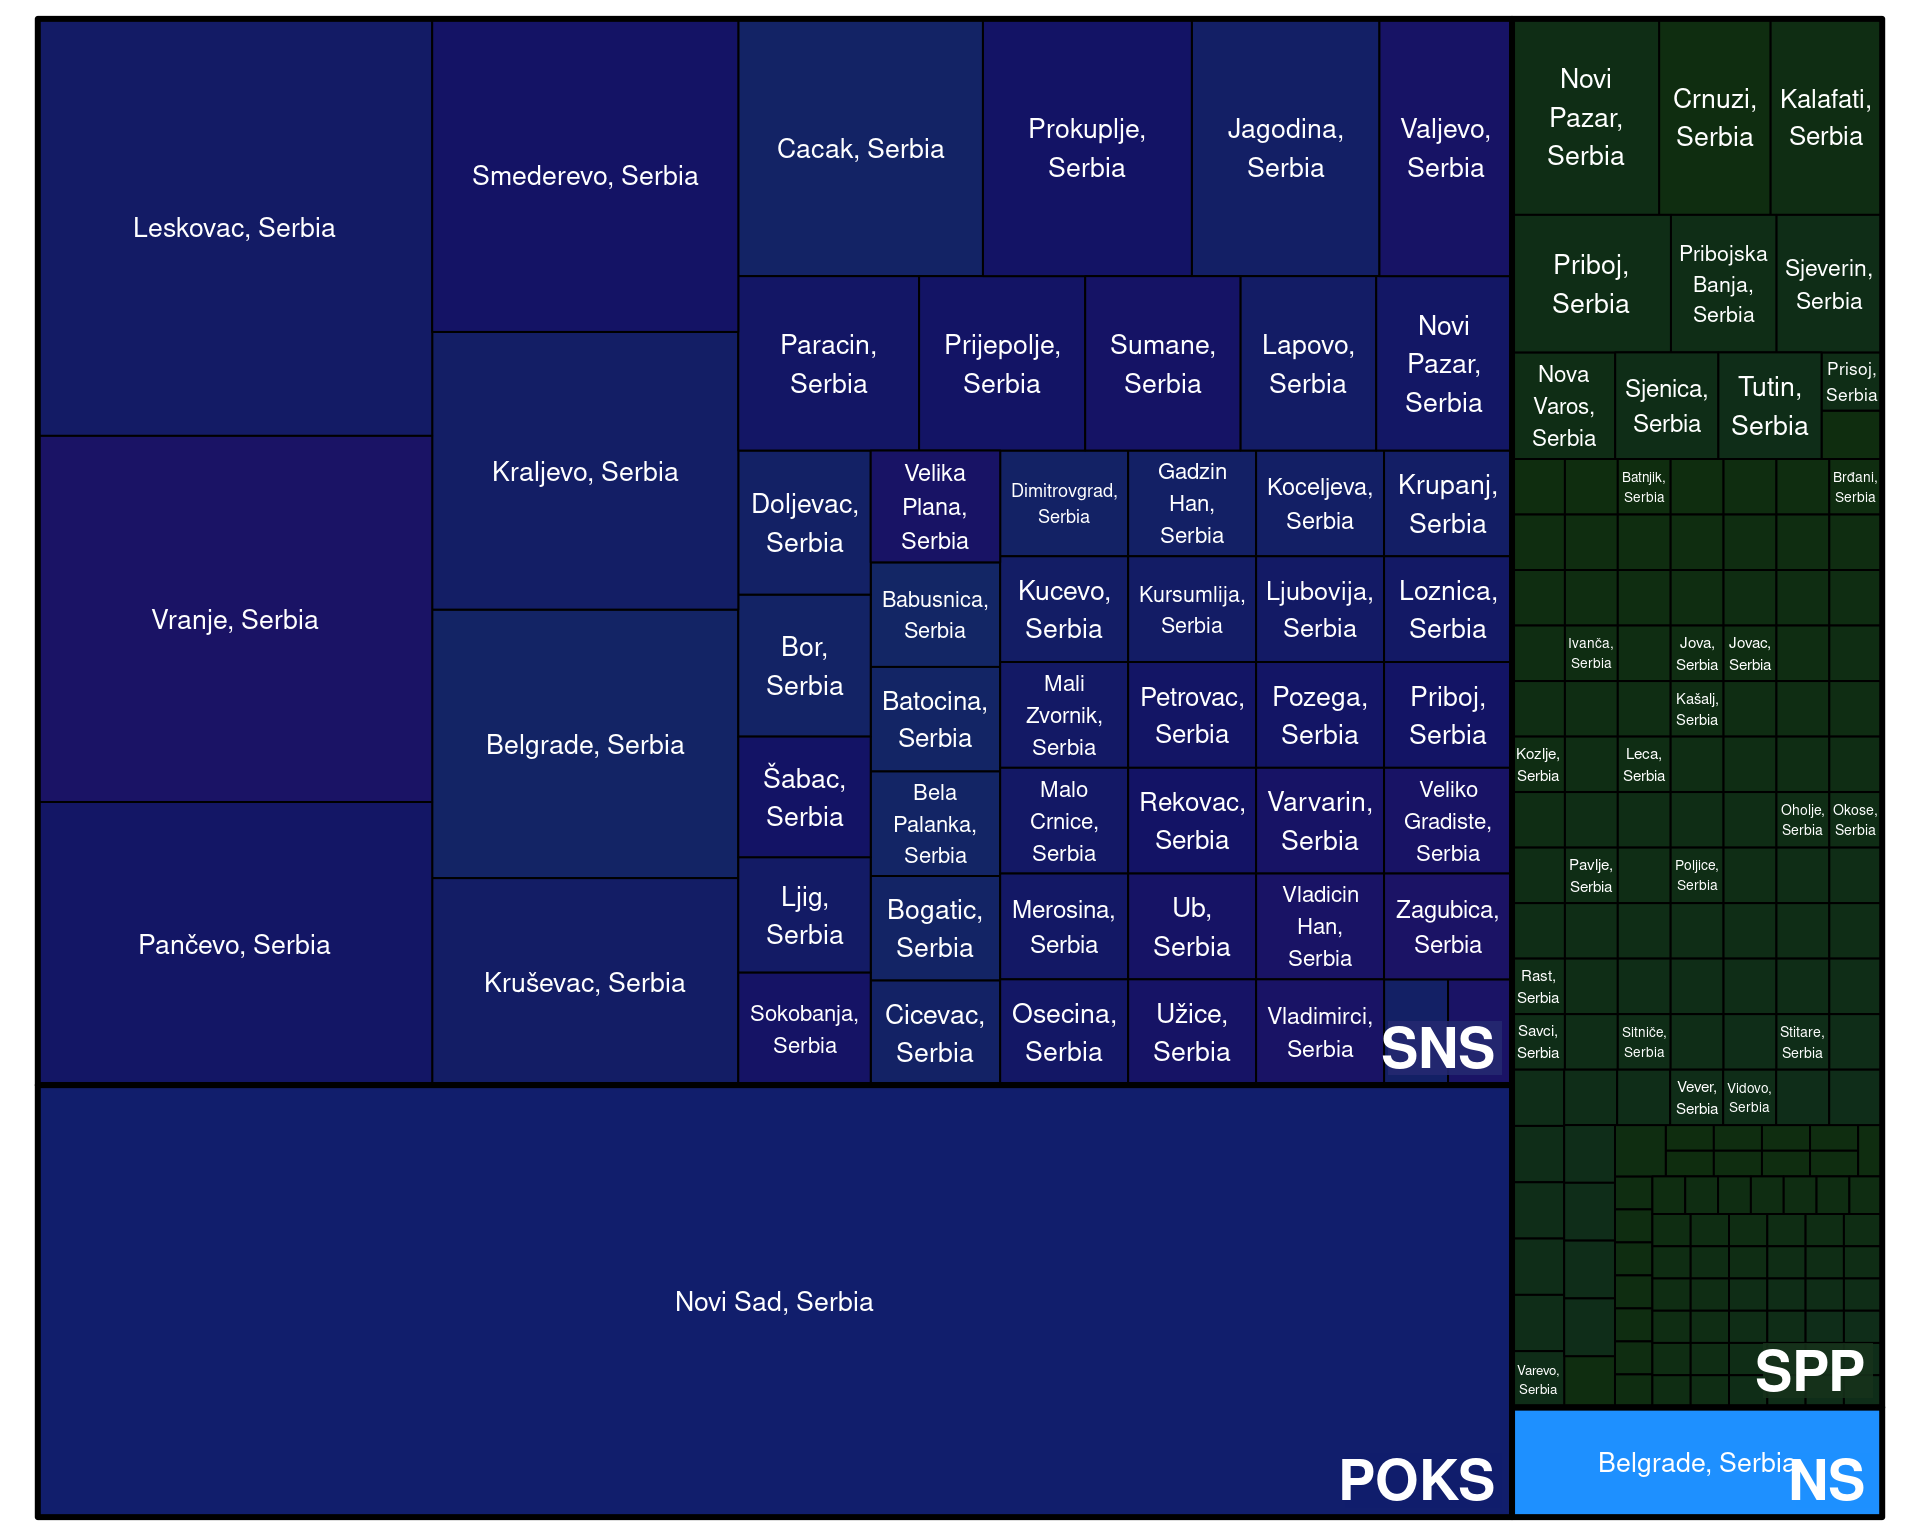 Leskovac, Serbia
Vranje, Serbia
Pančevo, Serbia
Smederevo, Serbia
Kraljevo, Serbia
Belgrade, Serbia
Kruševac, Serbia
Cacak, Serbia
Prokuplje,
Serbia
Jagodina,
Serbia
Valjevo,
Serbia
Paracin,
Serbia
Prijepolje,
Serbia
Sumane,
Serbia
Lapovo,
Serbia
Novi
Pazar,
Serbia
Doljevac,
Serbia
Bor,
Serbia
Šabac,
Serbia
Ljig,
Serbia
Sokobanja,
Serbia
Velika
Plana,
Serbia
Babusnica,
Serbia
Batocina,
Serbia
Bela
Palanka,
Serbia
Bogatic,
Serbia
Cicevac,
Serbia
Dimitrovgrad,
Serbia
Gadzin
Han,
Serbia
Koceljeva,
Serbia
Krupanj,
Serbia
Kucevo,
Serbia
Kursumlija,
Serbia
Ljubovija,
Serbia
Loznica,
Serbia
Mali
Zvornik,
Serbia
Petrovac,
Serbia
Pozega,
Serbia
Priboj,
Serbia
Malo
Crnice,
Serbia
Rekovac,
Serbia
Varvarin,
Serbia
Veliko
Gradiste,
Serbia
Merosina,
Serbia
Ub,
Serbia
Vladicin
Han,
Serbia
Zagubica,
Serbia
Osecina,
Serbia
Užice,
Serbia
Vladimirci,
Serbia
SNS
Novi Sad, Serbia
POKS
Novi
Pazar,
Serbia
Crnuzi,
Serbia
Kalafati,
Serbia
Priboj,
Serbia
Pribojska
Banja,
Serbia
Sjeverin,
Serbia
Nova
Varos,
Serbia
Sjenica,
Serbia
Tutin,
Serbia
Prisoj,
Serbia
Batnjik,
Serbia
Brđani,
Serbia
Ivanča,
Serbia
Jova,
Serbia
Jovac,
Serbia
Kašalj,
Serbia
Kozlje,
Serbia
Leca,
Serbia
Oholje,
Serbia
Okose,
Serbia
Pavlje,
Serbia
Poljice,
Serbia
Rast,
Serbia
Savci,
Serbia
Sitniče,
Serbia
Stitare,
Serbia
Vever,
Serbia
Vidovo,
Serbia
Varevo,
Serbia
SPP
Belgrade, Serbia
NS